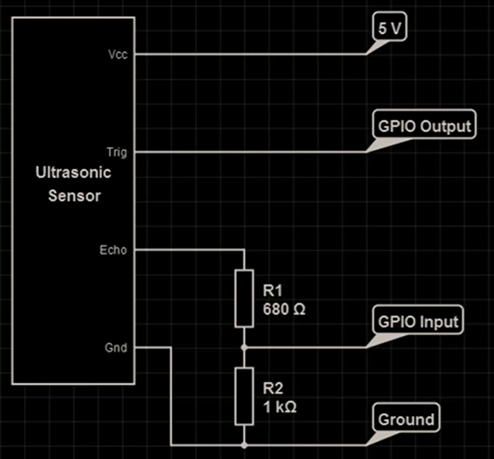 5 V
Vcc
GPIO Output
Trig
Ultrasonic
Sensor
Echo
R1
680 Ω
GPIO Input
Gnd
R2
1 kΩ
Ground